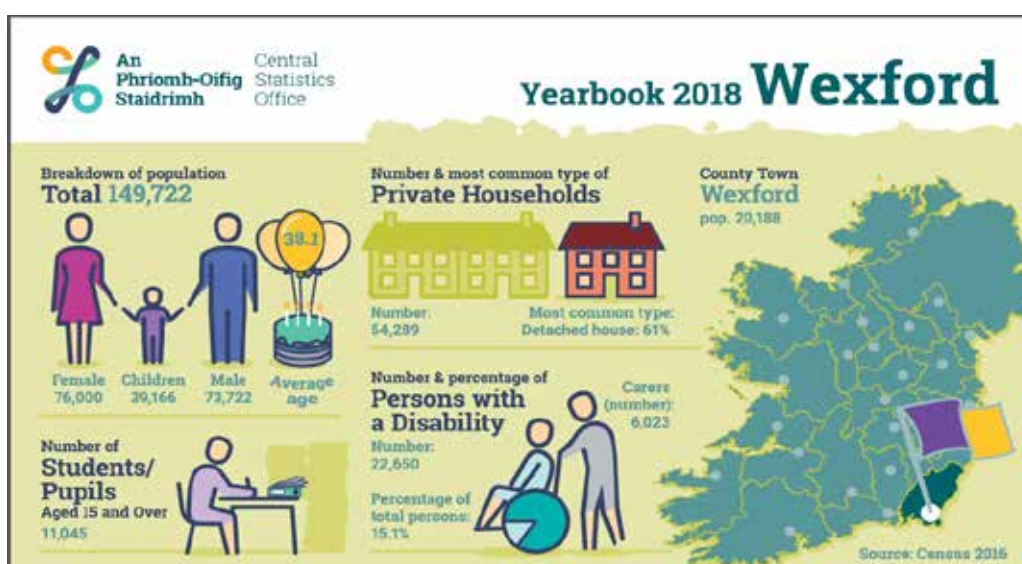 An
Phríomh-Oifig
Staidrimh
Central
Statistics
Office
Yearbook 2018 Wexford
Breakdown of population
Total 149,722
38.1
Female
76,000
Children
39,166
Male
73,722
Average
age
Number of
Students/
Pupils
Aged 15 and Over
11,045
Number & most common type of
Private Households
Number:
54,289
Most common type:
Detached house: 61%
Number & percentage of
Persons with
a Disability
Number:
22,650
Percentage of
total persons:
15.1%
Carers
(number):
6,023
County Town
Wexford
pop. 20,188
Source: Census 2016